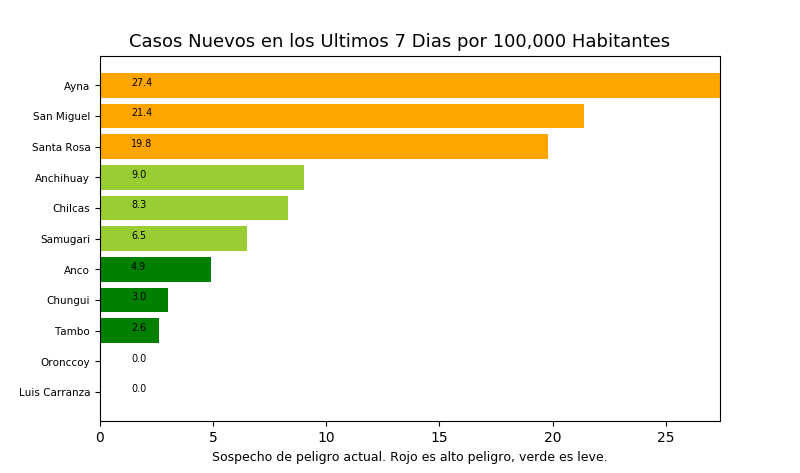 Casos Nuevos en los Ultimos 7 Dias por 100,000 Habitantes
Ayna 27.4
San Miguel 21.4
Santa Rosa 19.8
Anchihuay 9.0
Chilcas 8.3
Samugari 6.5
Anco 4.9
Chungui 3.0
Tambo 2.6
Oronccoy 0.0
Luis Carranza 0.0
0 5 10 15 20 25
Sospecho de peligro actual. Rojo es alto peligro, verde es leve.